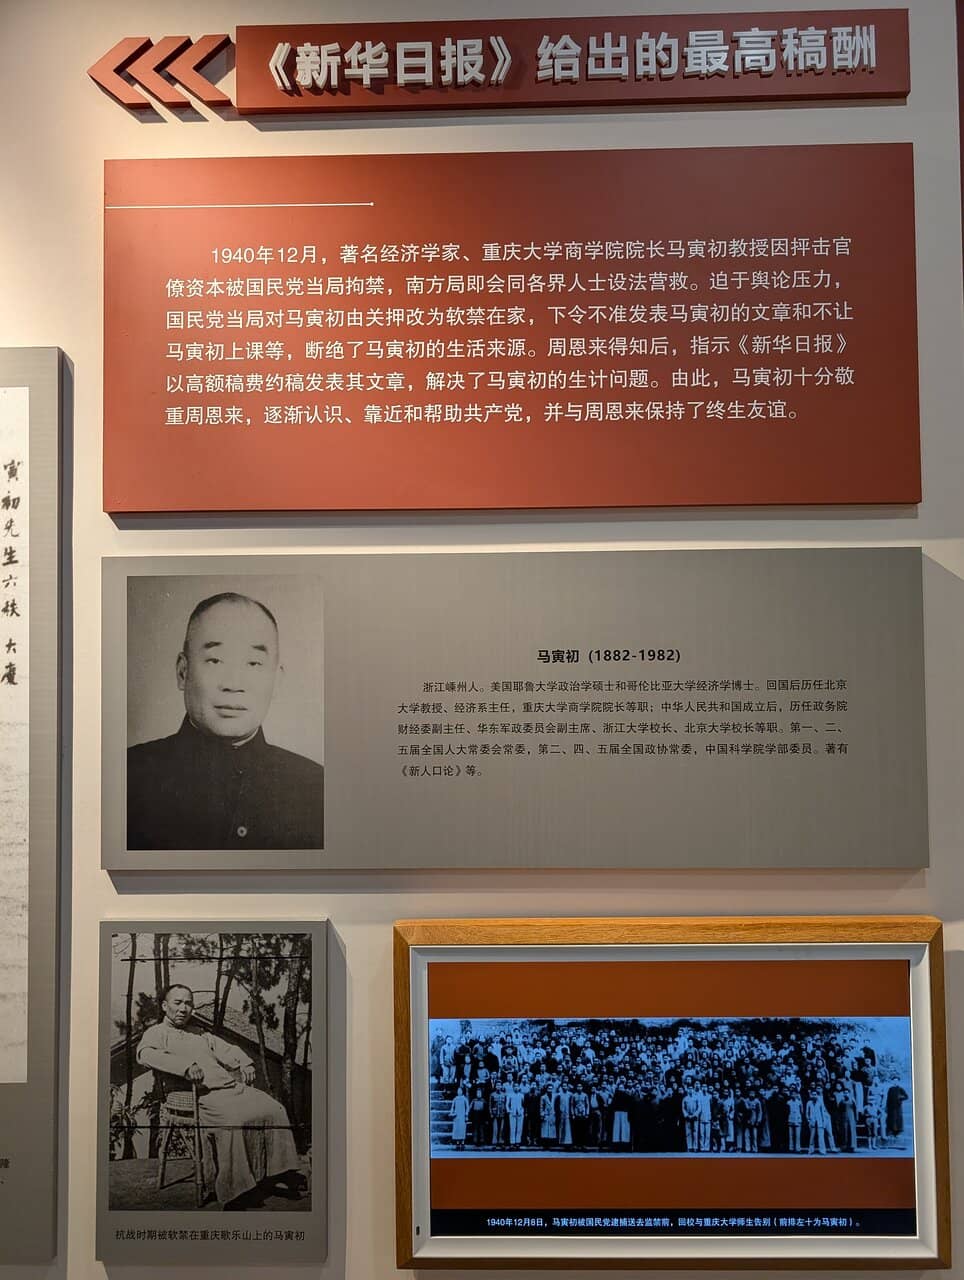 《新华日报》给出的最高稿酬
1940年12月，著名经济学家、重庆大学商学院院长马寅初教授因抨击官
僚资本被国民党当局拘禁，南方局即会同各界人士设法营救。迫于舆论压力，
国民党当局对马寅初由关押改为软禁在家，下令不准发表马寅初的文章和不让
马寅初上课等，断绝了马寅初的生活来源。周恩来得知后，指示《新华日报》
以高额稿费约稿发表其文章，解决了马寅初的生计问题。由此，马寅初十分敬
重周恩来，逐渐认识、靠近和帮助共产党，并与周恩来保持了终生友谊。
寅初先生六秩 大庆
马寅初（1882-1982）
浙江嵊州人。美国耶鲁大学政治学硕士和哥伦比亚大学经济学博士。回国后历任北京
大学教授、经济系主任，重庆大学商学院院长等职；中华人民共和国成立后，历任政务院
财经委副主任、华东军政委员会副主席、浙江大学校长、北京大学校长等职。第一、二、
五届全国人大常委会常委，第二、四、五届全国政协常委，中国科学院学部委员。著有
《新人口论》等。
抗战时期被软禁在重庆歌乐山上的马寅初
1940年12月6日，马寅初被国民党逮捕送去监禁前，回校与重庆大学师生告别（前排左十为马寅初）。